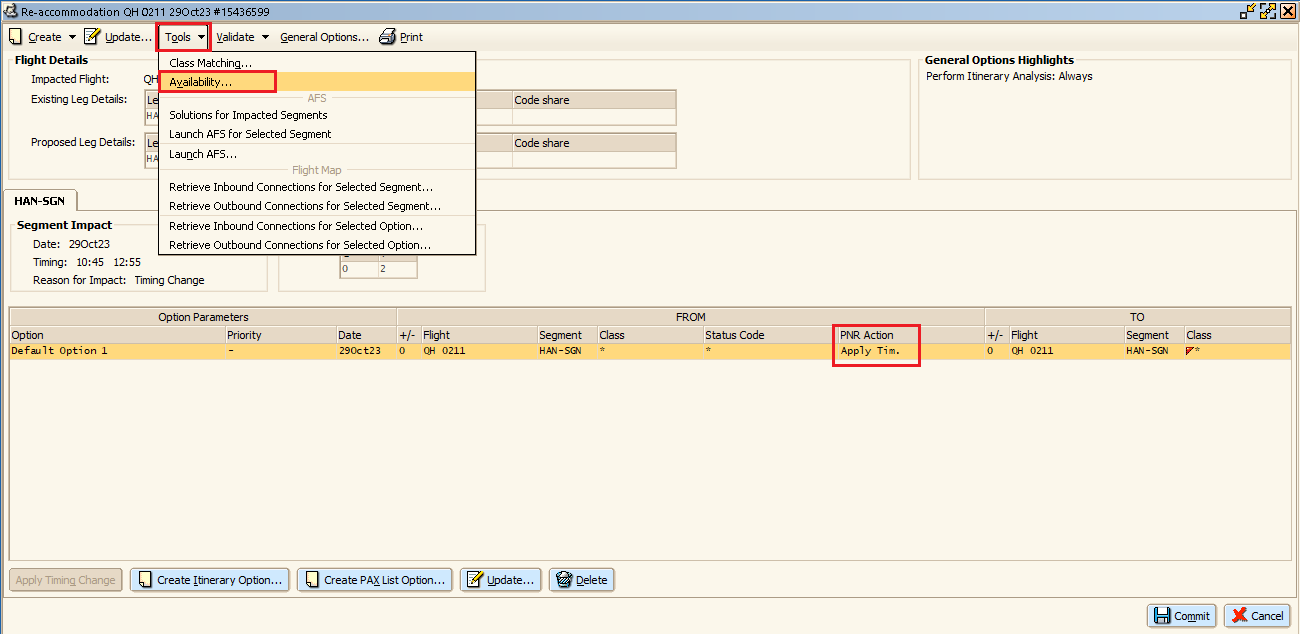 Re-accommodation QH 0211 29Oct23 #15436599
Create Update... Tools Validate General Options... Print
Flight Details
Impacted Flight: QH
Existing Leg Details: Le Code share
HA
Proposed Leg Details: Le Code share
HA
General Options Highlights
Perform Itinerary Analysis: Always
Class Matching...
Availability...
AFS
Solutions for Impacted Segments
Launch AFS for Selected Segment
Launch AFS...
Flight Map
Retrieve Inbound Connections for Selected Segment...
Retrieve Outbound Connections for Selected Segment...
Retrieve Inbound Connections for Selected Option...
Retrieve Outbound Connections for Selected Option...
HAN-SGN
Segment Impact
Date: 29Oct23
Timing: 10:45 12:55
Reason for Impact: Timing Change
0 2
Option Parameters FROM TO
Option Priority Date +/- Flight Segment Class Status Code PNR Action +/- Flight Segment Class
Default Option 1 - 29Oct23 0 QH 0211 HAN-SGN * * Apply Tim. 0 QH 0211 HAN-SGN *
Apply Timing Change Create Itinerary Option... Create PAX List Option... Update... Delete
Commit Cancel